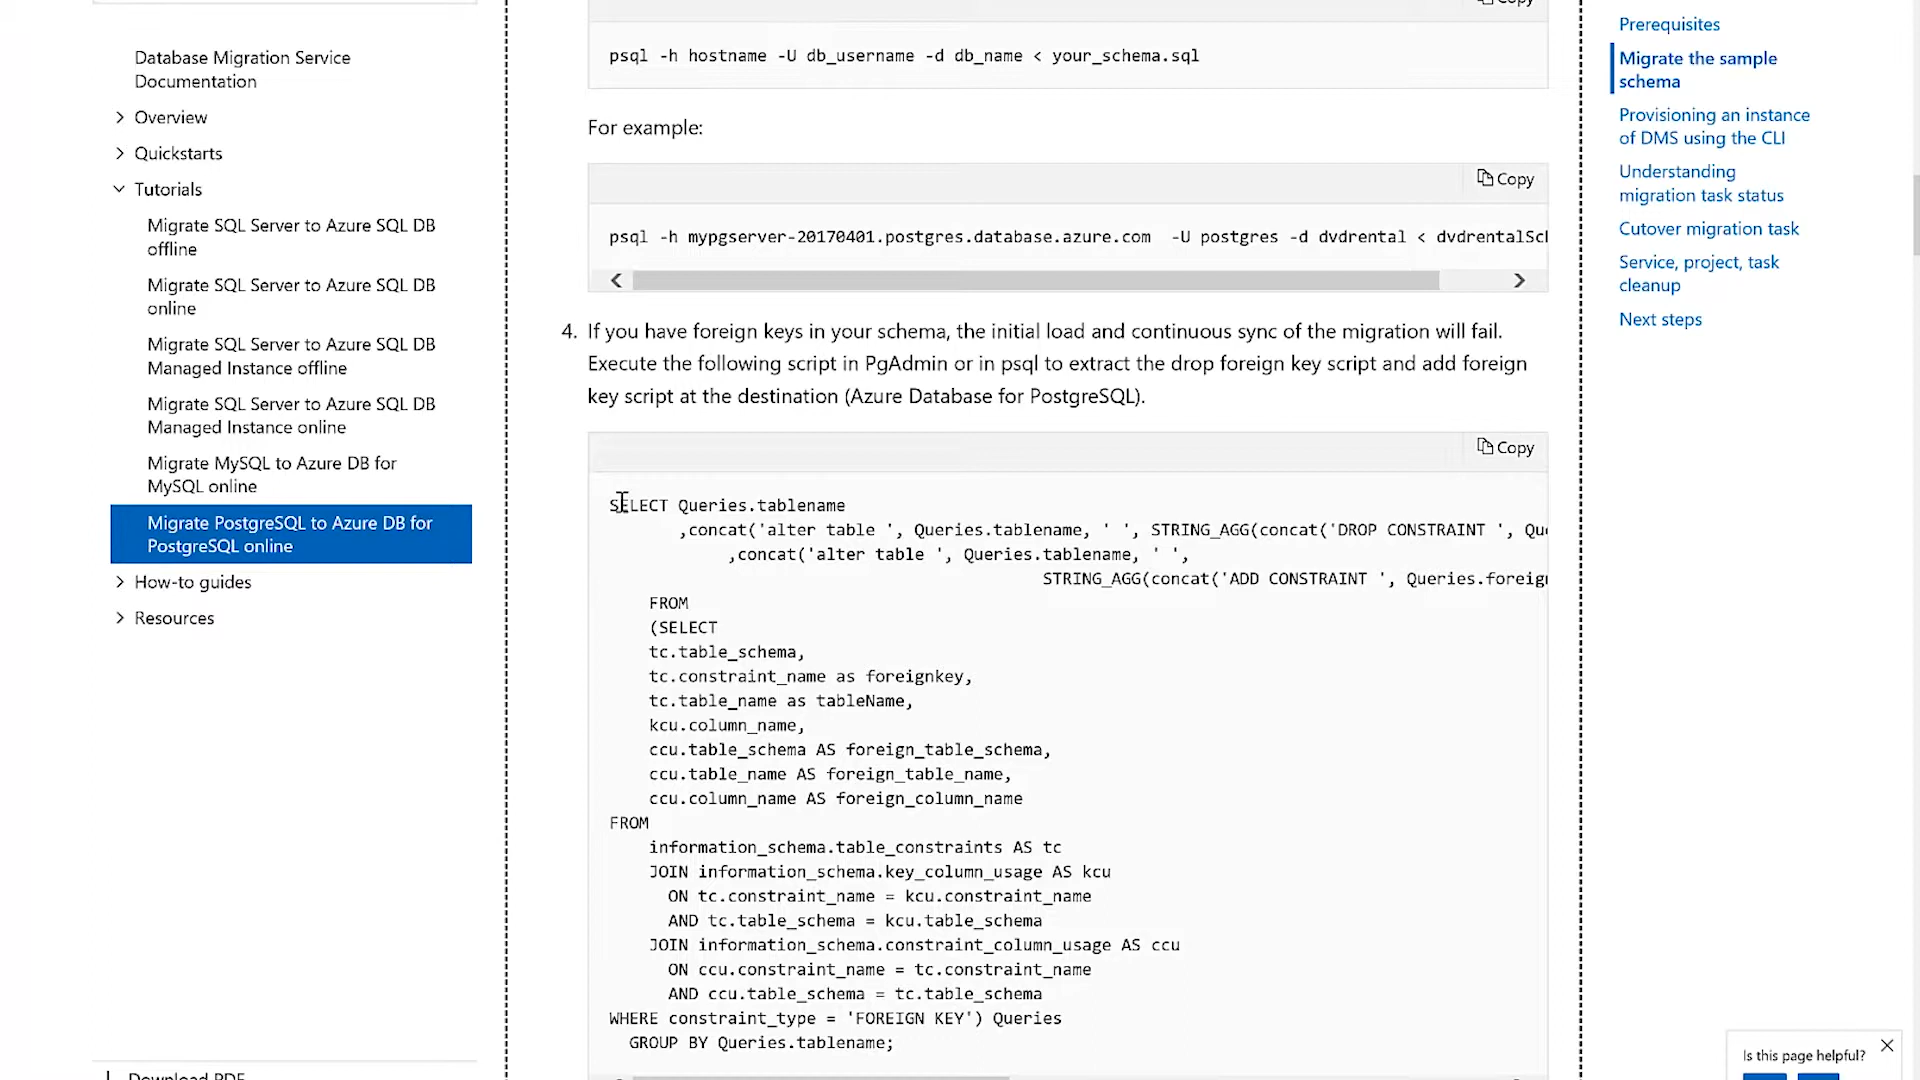 Database Migration Service
Documentation
Overview
Quickstarts
Tutorials
Migrate SQL Server to Azure SQL DB
offline
Migrate SQL Server to Azure SQL DB
online
Migrate SQL Server to Azure SQL DB
Managed Instance offline
Migrate SQL Server to Azure SQL DB
Managed Instance online
Migrate MySQL to Azure DB for
MySQL online
Migrate PostgreSQL to Azure DB for
PostgreSQL online
How-to guides
Resources
Download PDF
Copy
psql -h hostname -U db_username -d db_name < your_schema.sql
For example:
Copy
psql -h mypgserver-20170401.postgres.database.azure.com  -U postgres -d dvdrental < dvdrentalSc
4. If you have foreign keys in your schema, the initial load and continuous sync of the migration will fail.
Execute the following script in PgAdmin or in psql to extract the drop foreign key script and add foreign
key script at the destination (Azure Database for PostgreSQL).
Copy
SELECT Queries.tablename
,concat('alter table ', Queries.tablename, ' ', STRING_AGG(concat('DROP CONSTRAINT ', Qu
,concat('alter table ', Queries.tablename, ' ',
STRING_AGG(concat('ADD CONSTRAINT ', Queries.foreig
FROM
(SELECT
tc.table_schema,
tc.constraint_name as foreignkey,
tc.table_name as tableName,
kcu.column_name,
ccu.table_schema AS foreign_table_schema,
ccu.table_name AS foreign_table_name,
ccu.column_name AS foreign_column_name
FROM
information_schema.table_constraints AS tc
JOIN information_schema.key_column_usage AS kcu
ON tc.constraint_name = kcu.constraint_name
AND tc.table_schema = kcu.table_schema
JOIN information_schema.constraint_column_usage AS ccu
ON ccu.constraint_name = tc.constraint_name
AND ccu.table_schema = tc.table_schema
WHERE constraint_type = 'FOREIGN KEY') Queries
GROUP BY Queries.tablename;
Prerequisites
Migrate the sample
schema
Provisioning an instance
of DMS using the CLI
Understanding
migration task status
Cutover migration task
Service, project, task
cleanup
Next steps
Is this page helpful?